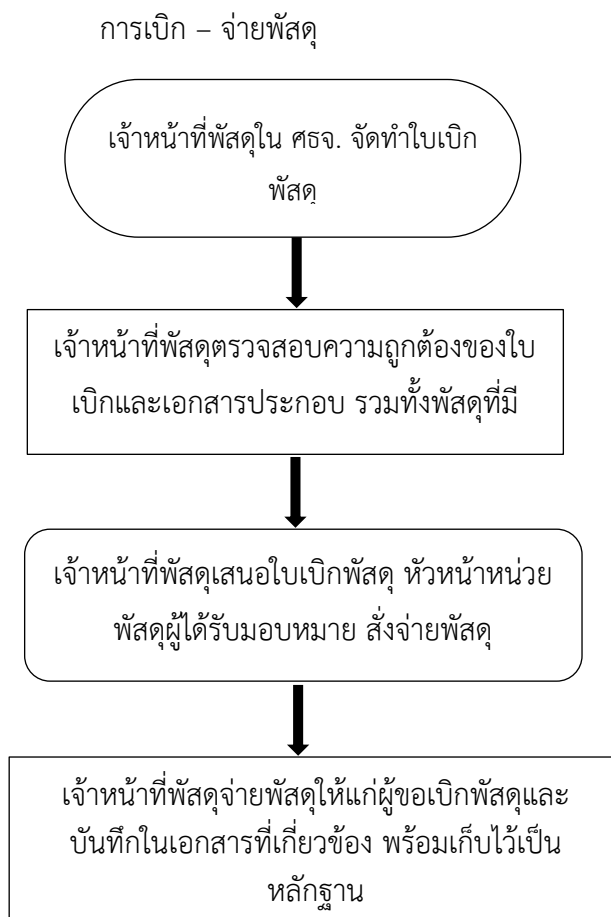 การเบิก – จ่ายพัสดุ
เจ้าหน้าที่พัสดุใน ศธจ. จัดทำใบเบิก
พัสดุ
เจ้าหน้าที่พัสดุตรวจสอบความถูกต้องของใบ
เบิกและเอกสารประกอบ รวมทั้งพัสดุที่มี
เจ้าหน้าที่พัสดุเสนอใบเบิกพัสดุ หัวหน้าหน่วย
พัสดุผู้ได้รับมอบหมาย สั่งจ่ายพัสดุ
เจ้าหน้าที่พัสดุจ่ายพัสดุให้แก่ผู้ขอเบิกพัสดุและ
บันทึกในเอกสารที่เกี่ยวข้อง พร้อมเก็บไว้เป็น
หลักฐาน